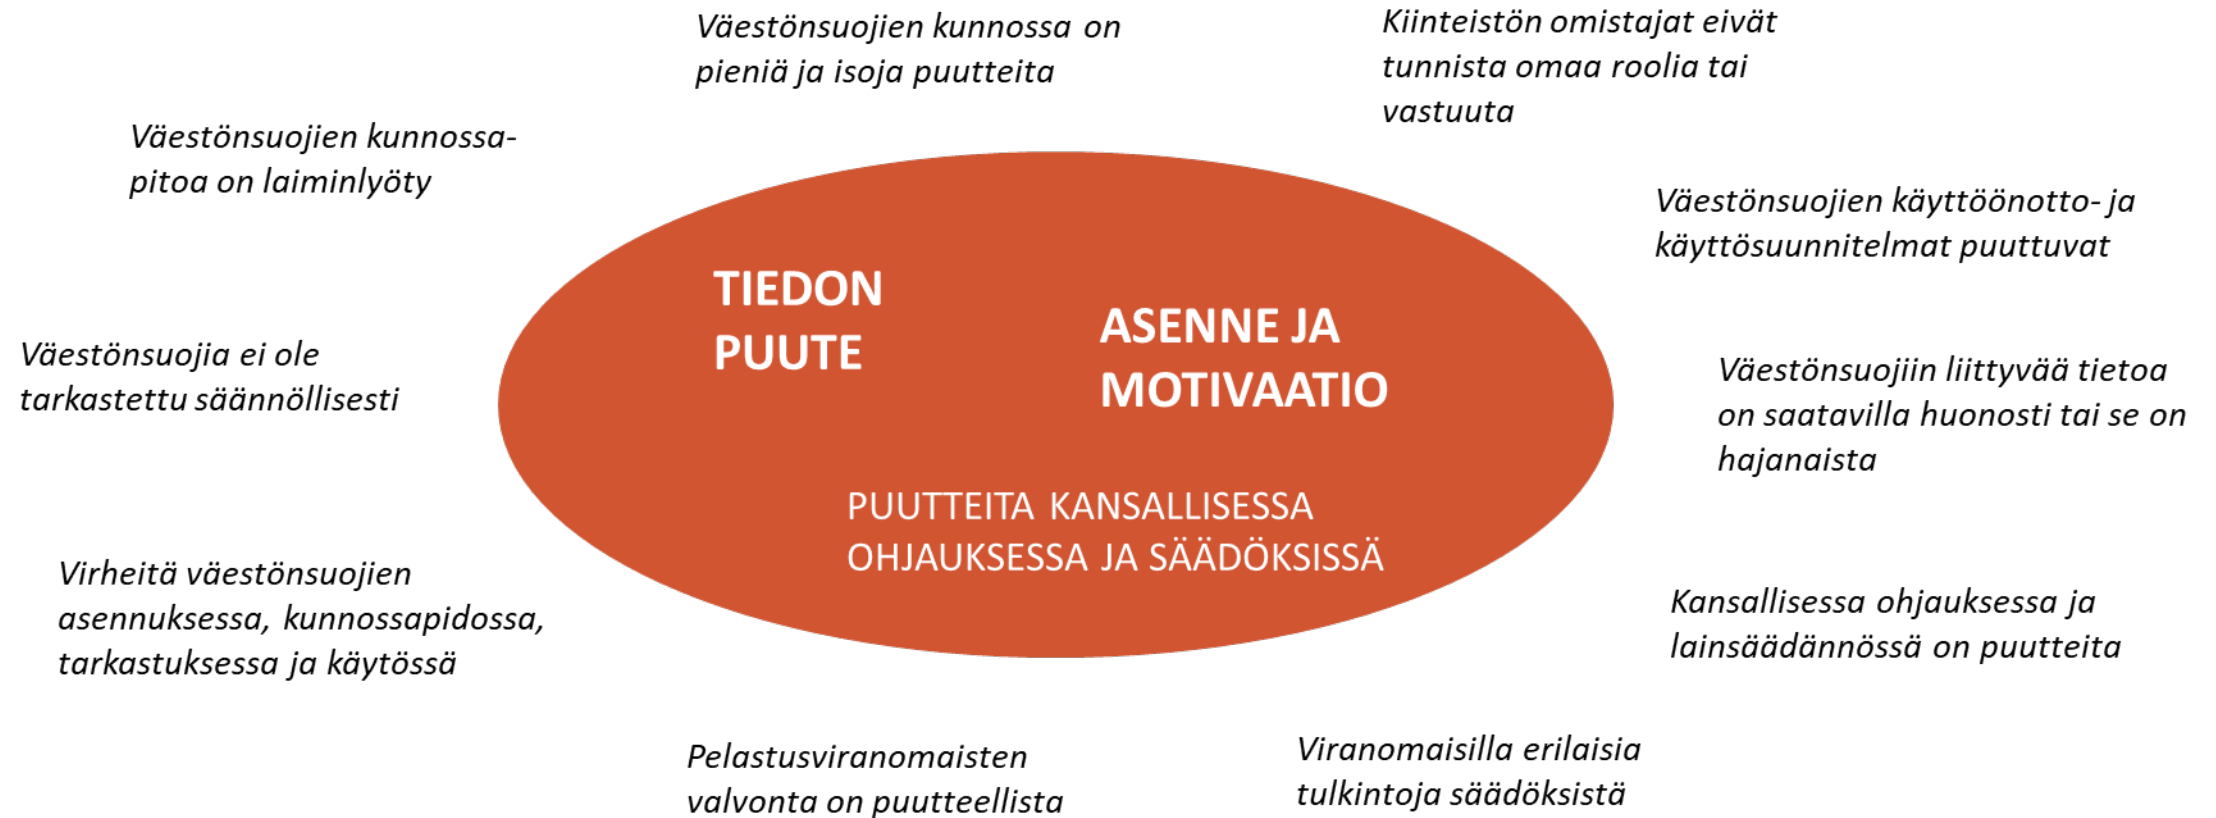 Väestönsuojien kunnossa on
pieniä ja isoja puutteita
Kiinteistön omistajat eivät
tunnista omaa roolia tai
vastuuta
Väestönsuojien kunnossa-
pitoa on laiminlyöty
Väestönsuojien käyttöönotto- ja
käyttösuunnitelmat puuttuvat
TIEDON
PUUTE
ASENNE JA
MOTIVAATIO
Väestönsuojia ei ole
tarkastettu säännöllisesti
Väestönsuojiin liittyvää tietoa
on saatavilla huonosti tai se on
hajanaista
PUUTTEITA KANSALLISESSA
OHJAUKSESSA JA SÄÄDÖKSISSÄ
Virheitä väestönsuojien
asennuksessa, kunnossapidossa,
tarkastuksessa ja käytössä
Kansallisessa ohjauksessa ja
lainsäädännössä on puutteita
Pelastusviranomaisten
valvonta on puutteellista
Viranomaisilla erilaisia
tulkintoja säädöksistä